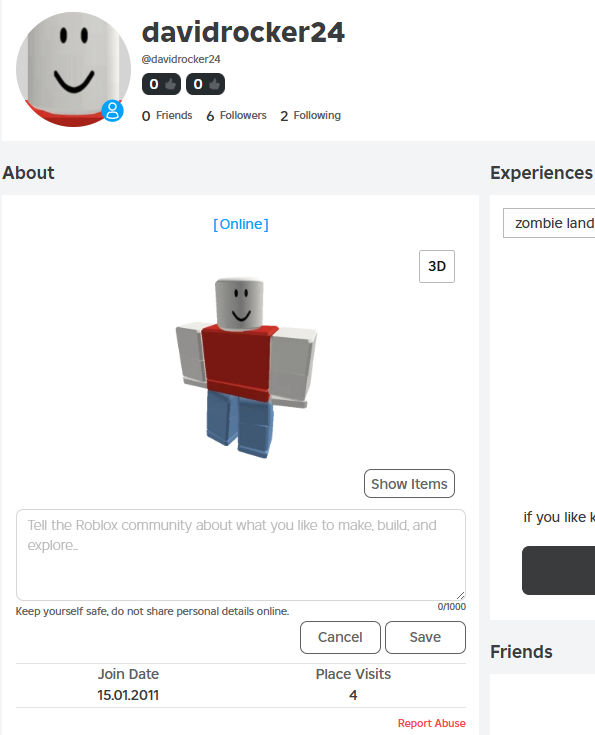 davidrocker24
@davidrocker24
0 0
0 Friends 6 Followers 2 Following
About
[ Online ]
3D
Show Items
Tell the Roblox community about what you like to make, build, and
explore..
Keep yourself safe, do not share personal details online.
0/1000
Cancel Save
Join Date Place Visits
15.01.2011 4
Report Abuse
Experiences
zombie land
if you like k
Friends